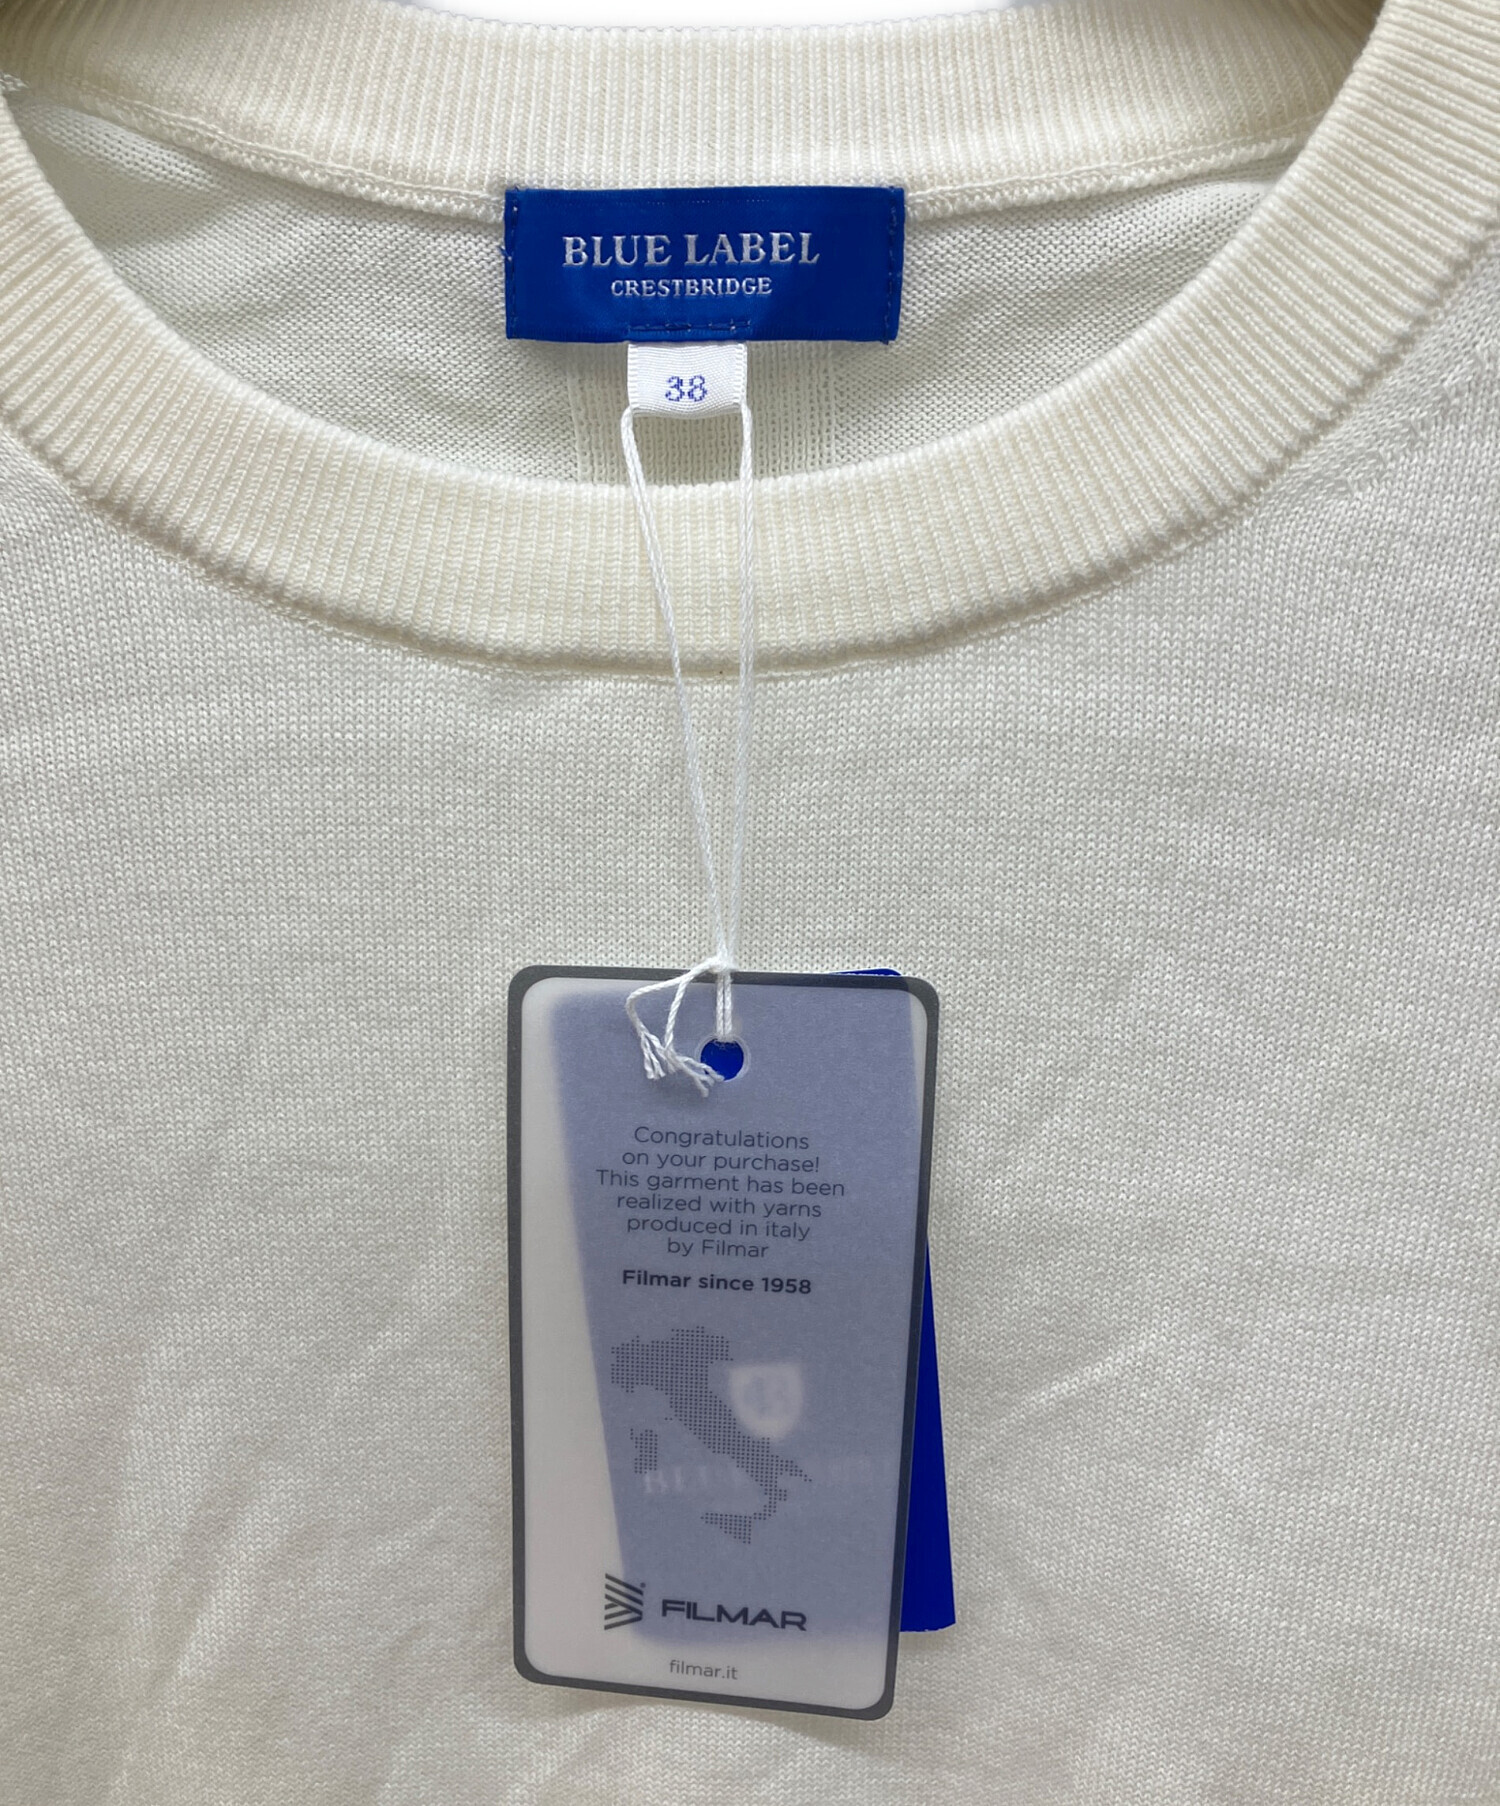 BLUE LABEL
CRESTBRIDGE
38
Congratulations
on your purchase!
This garment has been
realized with yarns
produced in italy
by Filmar
Filmar since 1958
FILMAR
filmar.it